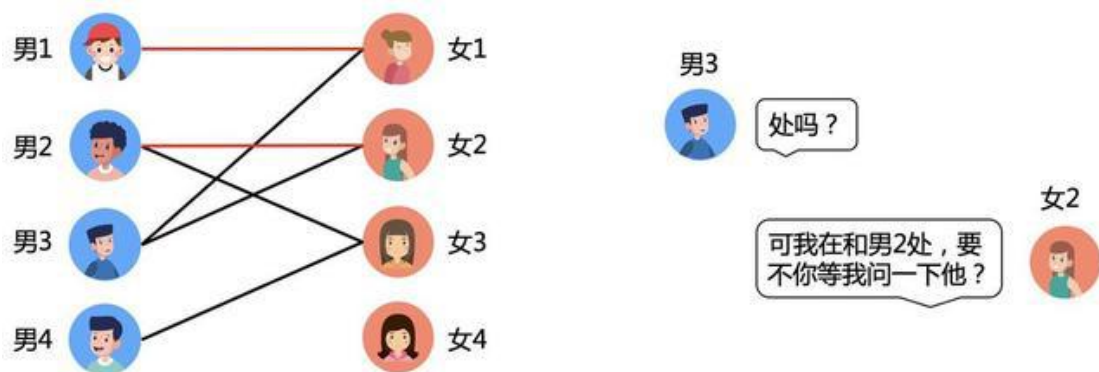 男1
女1
男2
女2
男3
女3
男4
女4
男3
处吗？
女2
可我在和男2处，要
不你等我问一下他？